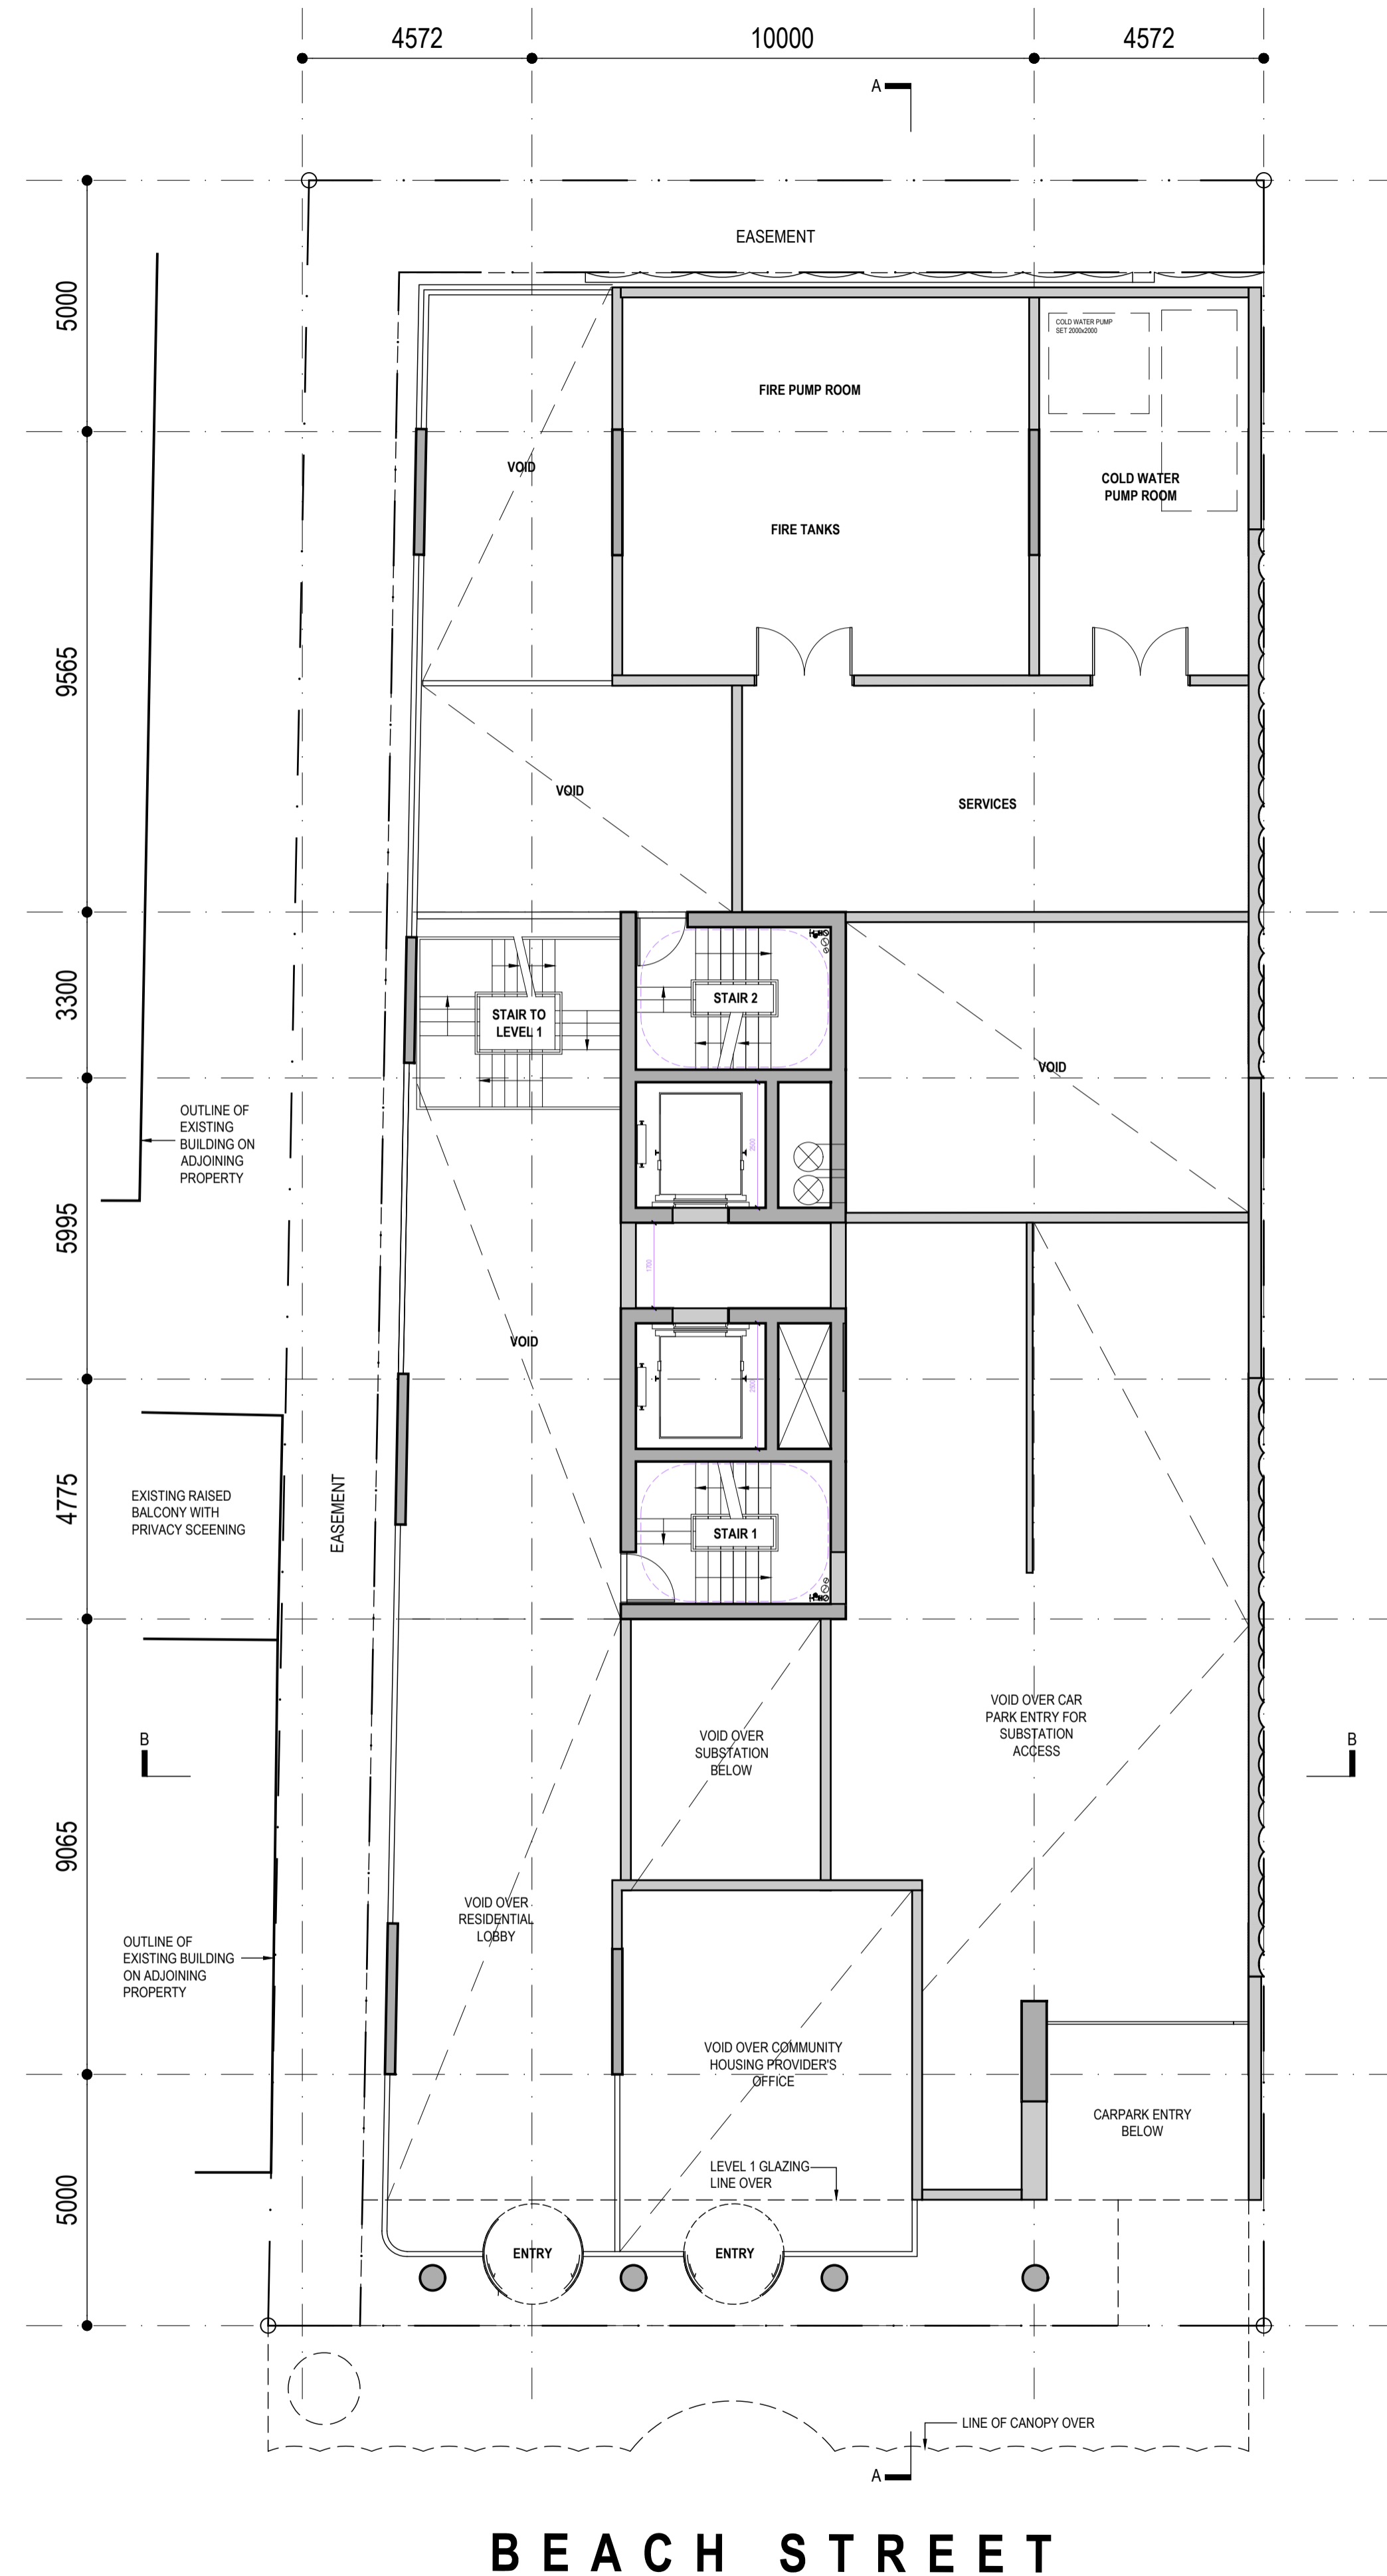 4572
10000
4572
A
EASEMENT
5000
COLD WATER PUMP
SET 2000x2000
FIRE PUMP ROOM
VOID
COLD WATER
PUMP ROOM
FIRE TANKS
9565
VOID
SERVICES
3300
STAIR 2
STAIR TO
LEVEL 1
VOID
OUTLINE OF
EXISTING
BUILDING ON
ADJOINING
PROPERTY
2500
5995
1700
VOID
2500
4775
EXISTING RAISED
BALCONY WITH
PRIVACY SCEENING
EASEMENT
STAIR 1
B
VOID OVER
SUBSTATION
BELOW
VOID OVER CAR
PARK ENTRY FOR
SUBSTATION
ACCESS
B
9065
VOID OVER
RESIDENTIAL
LOBBY
OUTLINE OF
EXISTING BUILDING
ON ADJOINING
PROPERTY
VOID OVER COMMUNITY
HOUSING PROVIDER'S
OFFICE
CARPARK ENTRY
BELOW
LEVEL 1 GLAZING
LINE OVER
5000
ENTRY
ENTRY
LINE OF CANOPY OVER
A
BEACH STREET